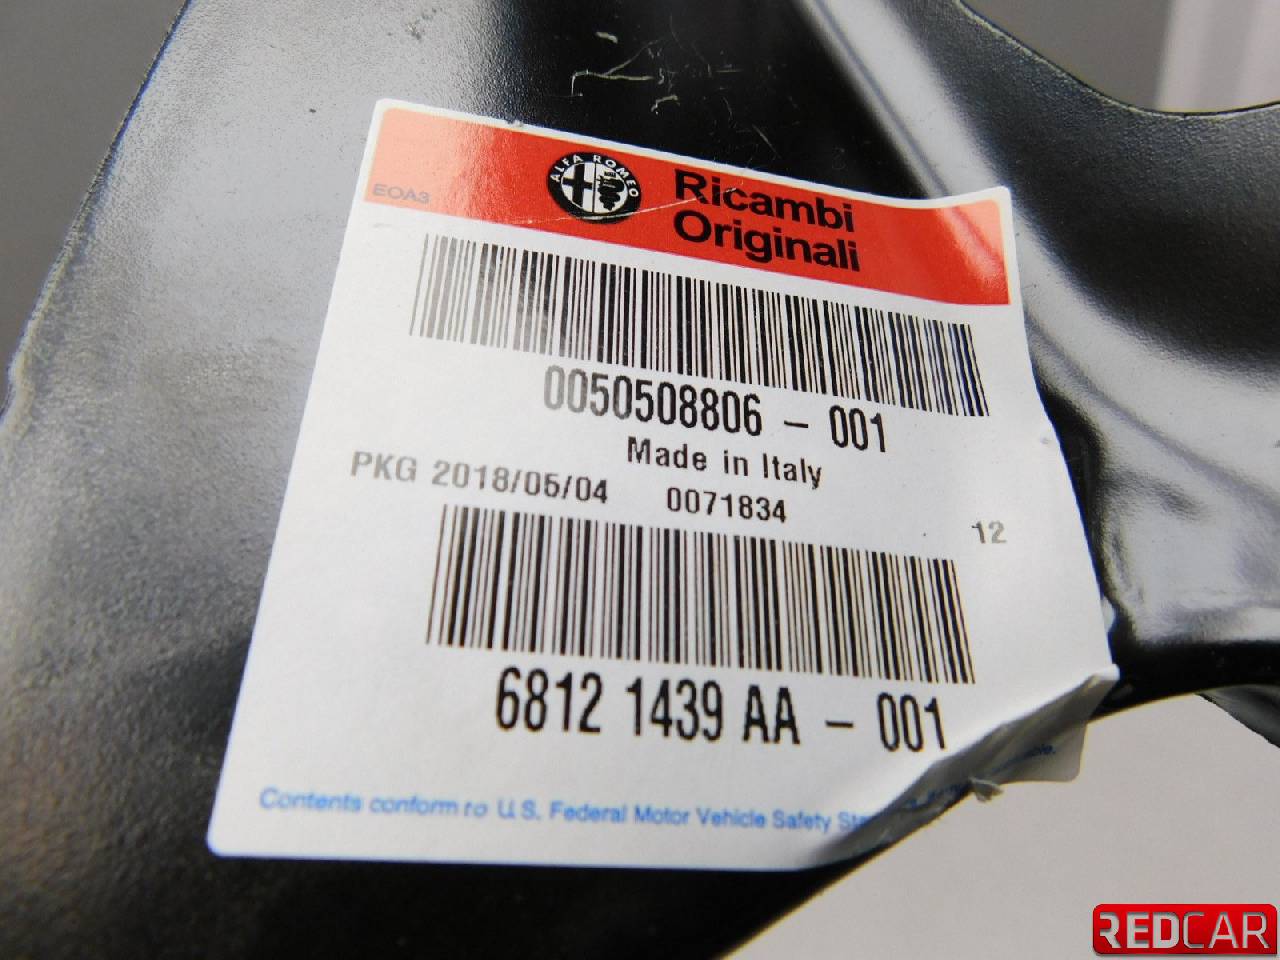 ALFA ROMEO
Ricambi
Originali
EOA3
0050508806 - 001
Made in Italy
PKG 2018/05/04 0071834
12
6812 1439 AA - 001
Contents conform to U.S. Federal Motor Vehicle Safety
REDCAR